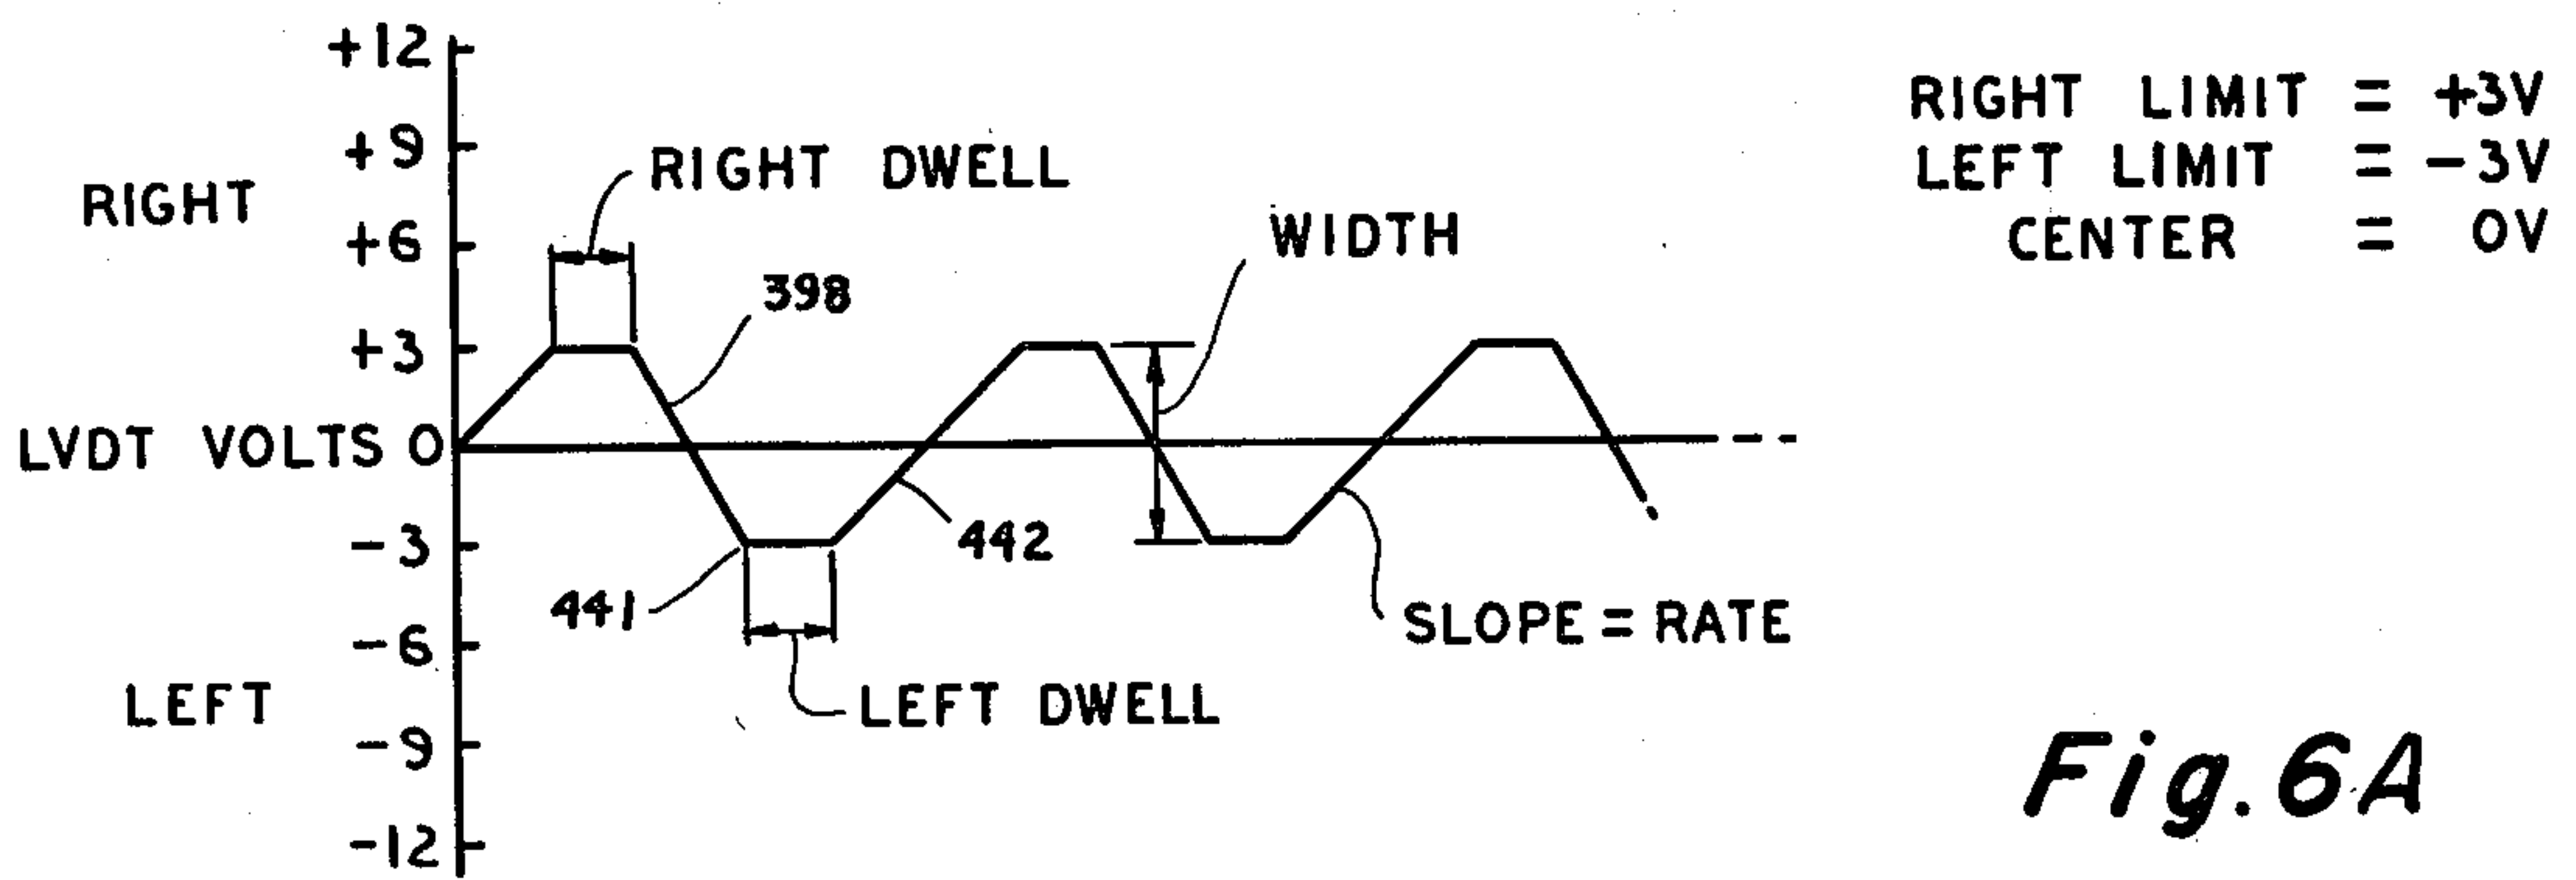 +12
+9
RIGHT
+6
+3
LVDT VOLTS 0
-3
-6
LEFT
-9
-12
RIGHT DWELL
398
WIDTH
441
442
LEFT DWELL
SLOPE = RATE
RIGHT LIMIT = +3V
LEFT LIMIT = -3V
CENTER = 0V
Fig. 6A